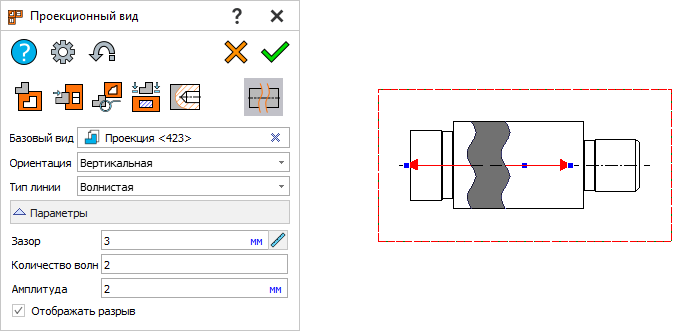 Проекционный вид ?
?
Базовый вид Проекция <423>
Ориентация Вертикальная
Тип линии Волнистая
Параметры
Зазор 3 мм
Количество волн 2
Амплитуда 2 мм
Отображать разрыв